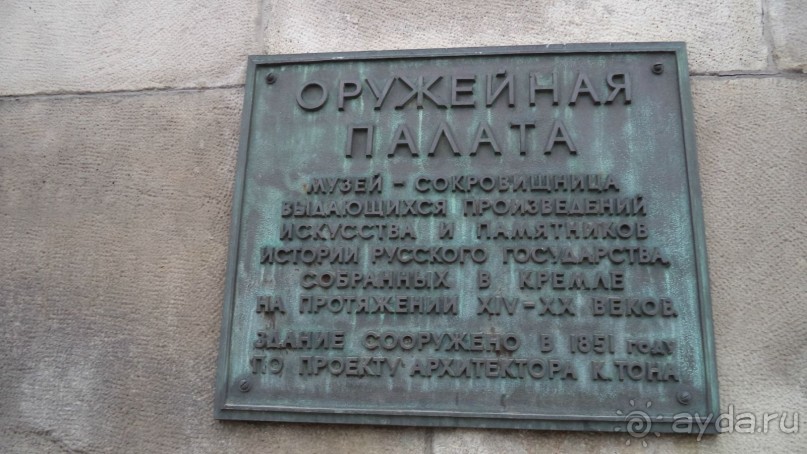 ОРУЖЕЙНАЯ
ПАЛАТА
МУЗЕЙ - СОКРОВИЩНИЦА
ВЫДАЮЩИХСЯ ПРОИЗВЕДЕНИЙ
ИСКУССТВА И ПАМЯТНИКОВ
ИСТОРИИ РУССКОГО ГОСУДАРСТВА,
СОБРАННЫХ В КРЕМЛЕ
НА ПРОТЯЖЕНИИ XIV-XX ВЕКОВ.
ЗДАНИЕ СООРУЖЕНО В 1851 ГОДУ
ПО ПРОЕКТУ АРХИТЕКТОРА К. ТОНА
ayda.ru